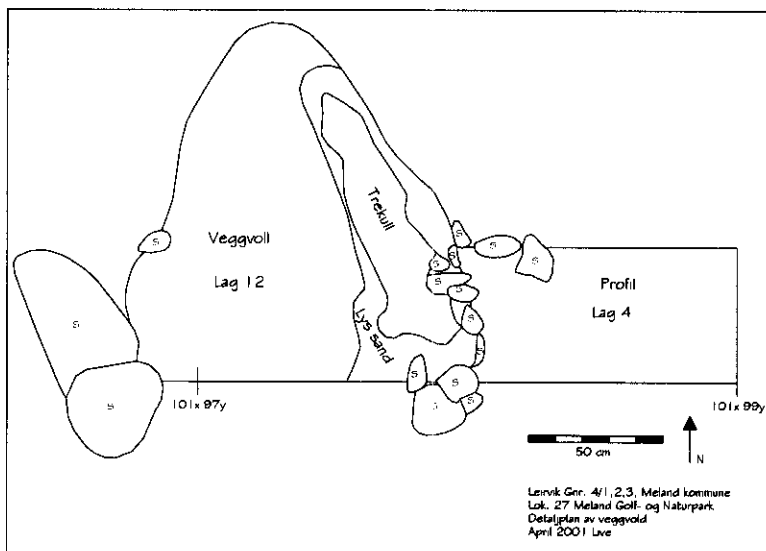 S
S
Veggvoll
S
S
S
Trekull
S
S
Profil
Lag 12
S
S
S
Lag 4
S
S
Lys sand
S
S
S
S
S
101x97y
101x99y
50 cm
N
Leirvik Gnr. 4/1,2,3, Meland kommune
Lok. 27 Meland Golf- og Naturpark
Detaljplan av veggvold
April 2001 Live